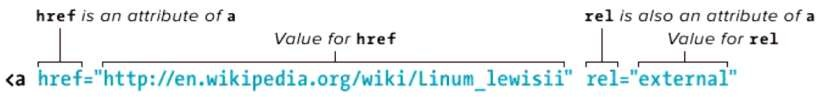 href is an attribute of a rel is also an attribute of a
Value for href Value for rel
<a href="http://en.wikipedia.org/wiki/Linum_lewisii" rel="external"